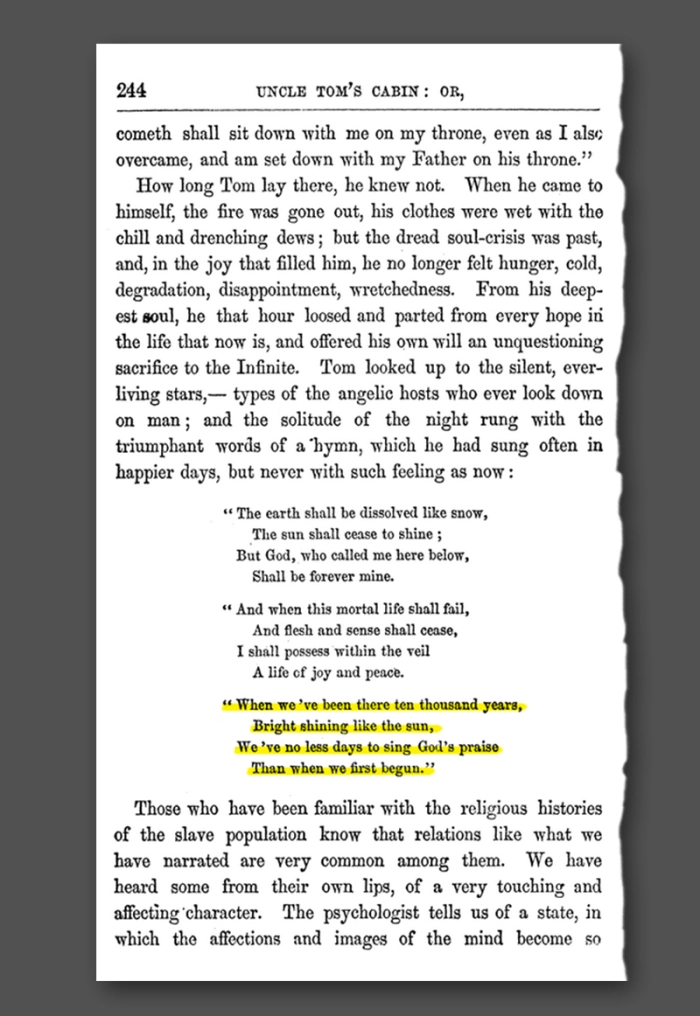 244 UNCLE TOM'S CABIN: OR,
cometh shall sit down with me on my throne, even as I also
overcame, and am set down with my Father on his throne."
How long Tom lay there, he knew not. When he came to
himself, the fire was gone out, his clothes were wet with the
chill and drenching dews; but the dread soul-crisis was past,
and, in the joy that filled him, he no longer felt hunger, cold,
degradation, disappointment, wretchedness. From his deep-
est soul, he that hour loosed and parted from every hope in
the life that now is, and offered his own will an unquestioning
sacrifice to the Infinite. Tom looked up to the silent, ever-
living stars,— types of the angelic hosts who ever look down
on man; and the solitude of the night rung with the
triumphant words of a hymn, which he had sung often in
happier days, but never with such feeling as now:
"The earth shall be dissolved like snow,
The sun shall cease to shine;
But God, who called me here below,
Shall be forever mine.
"And when this mortal life shall fail,
And flesh and sense shall cease,
I shall possess within the veil
A life of joy and peace.
"When we've been there ten thousand years,
Bright shining like the sun,
We've no less days to sing God's praise
Than when we first begun."
Those who have been familiar with the religious histories
of the slave population know that relations like what we
have narrated are very common among them. We have
heard some from their own lips, of a very touching and
affecting character. The psychologist tells us of a state, in
which the affections and images of the mind become so